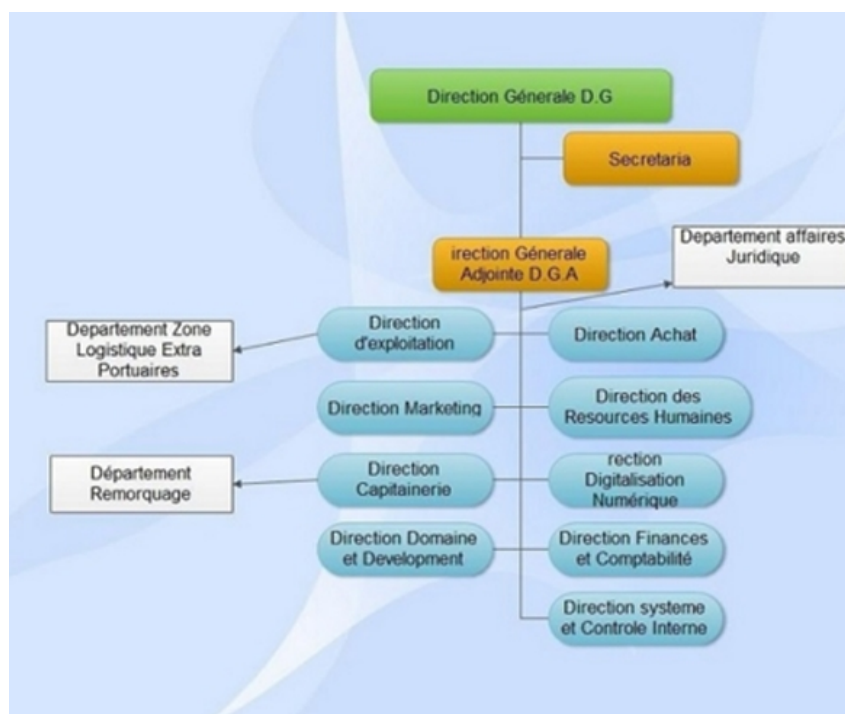 Direction Génerale D.G
Secretaria
irection Génerale
Adjointe D.G.A
Departement affaires
Juridique
Direction
d'exploitation
Direction Achat
Departement Zone
Logistique Extra
Portuaires
Direction Marketing
Direction des
Resources Humaines
Direction
Capitainerie
rection
Digitalisation
Numérique
Département
Remorquage
Direction Domaine
et Development
Direction Finances
et Comptabilité
Direction systeme
et Controle Interne